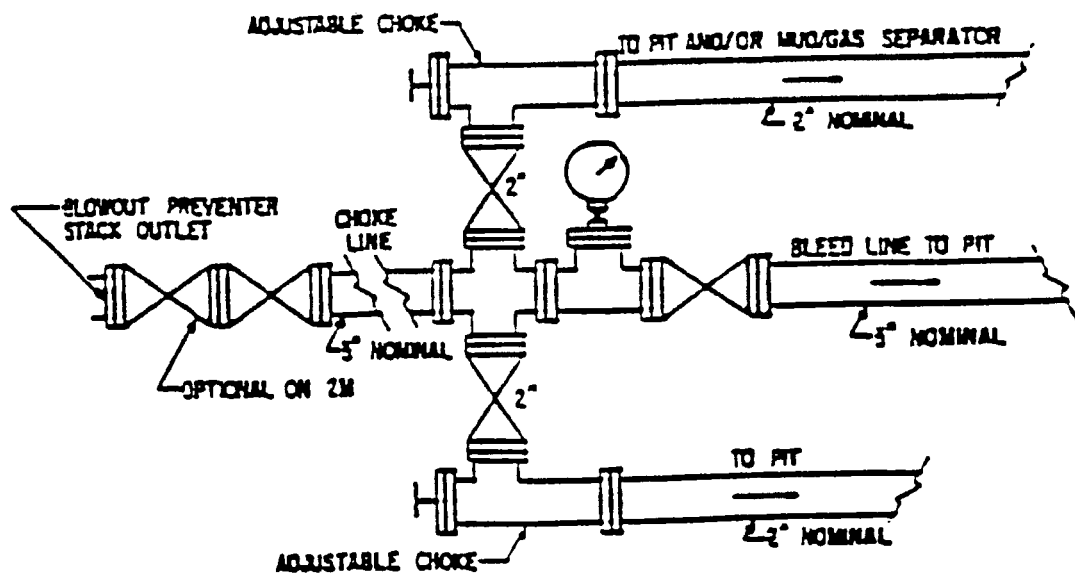 ADJUSTABLE CHOKE
TO PIT AND/OR MUD/GAS SEPARATOR
2" NOMINAL
2"
BLOWOUT PREVENTER
STACK OUTLET
CHOKE
LINE
BLEED LINE TO PIT
3" NOMINAL
3" NOMINAL
OPTIONAL ON 2M
2"
TO PIT
2" NOMINAL
ADJUSTABLE CHOKE